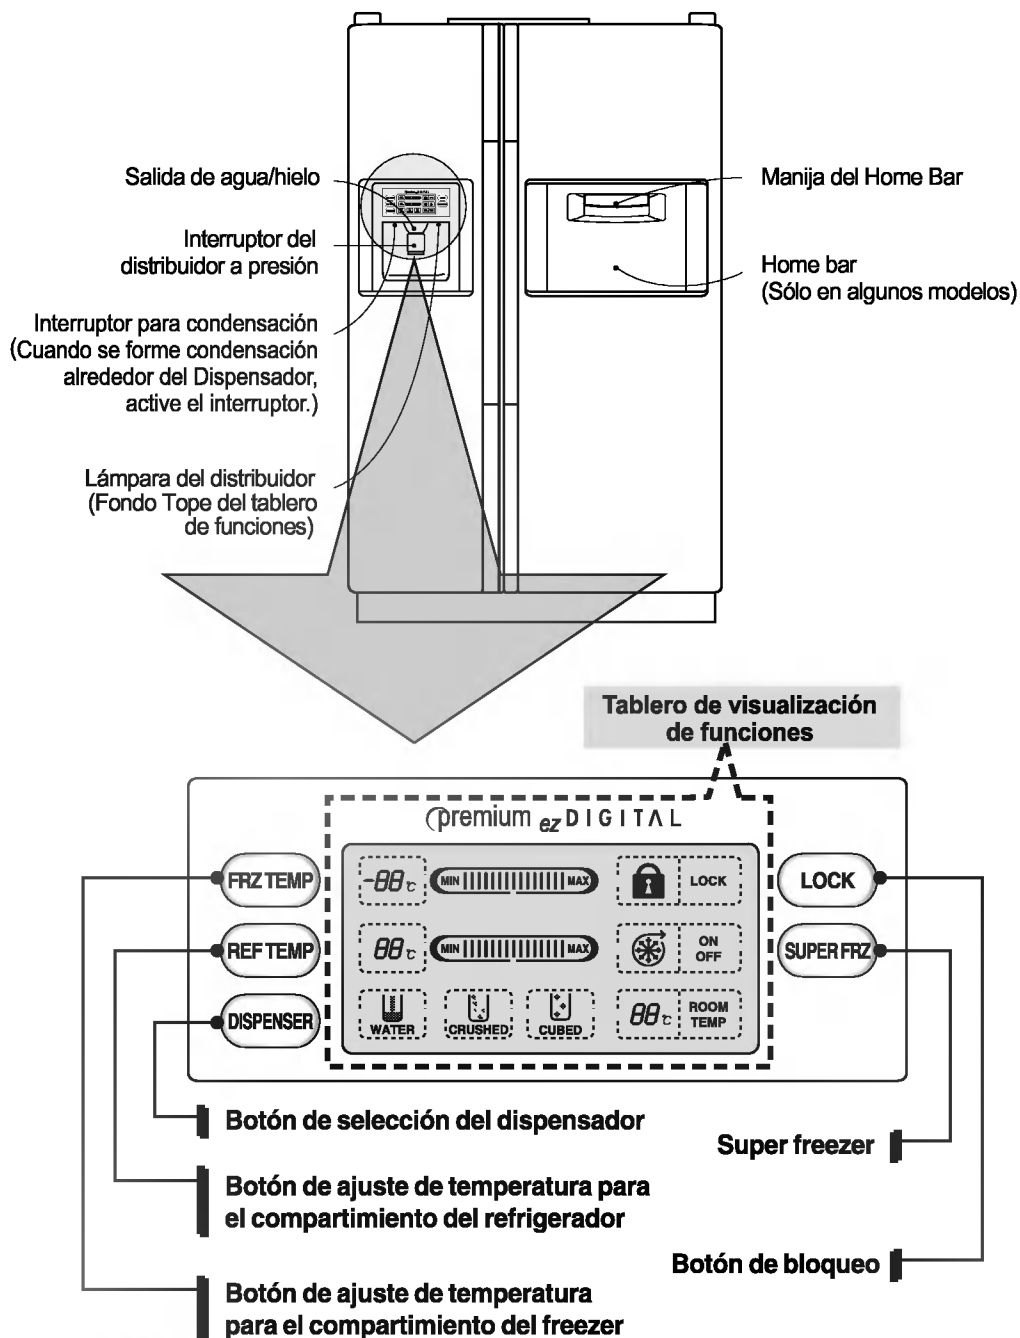 Salida de agua/hielo
Interruptor del
distribuidor a presión
Interruptor para condensación
(Cuando se forme condensación
alrededor del Dispensador,
active el interruptor.)
Lámpara del distribuidor
(Fondo Tope del tablero
de funciones)
Manija del Home Bar
Home bar
(Sólo en algunos modelos)
Tablero de visualización
de funciones
premium ez DIGITAL
FRZ TEMP
REF TEMP
DISPENSER
-88 °C
MIN MAX
LOCK
88 °C
MIN MAX
ON
OFF
WATER
CRUSHED
CUBED
88 °C
ROOM
TEMP
LOCK
SUPER FRZ
Botón de selección del dispensador
Super freezer
Botón de ajuste de temperatura para
el compartimiento del refrigerador
Botón de bloqueo
Botón de ajuste de temperatura
para el compartimiento del freezer